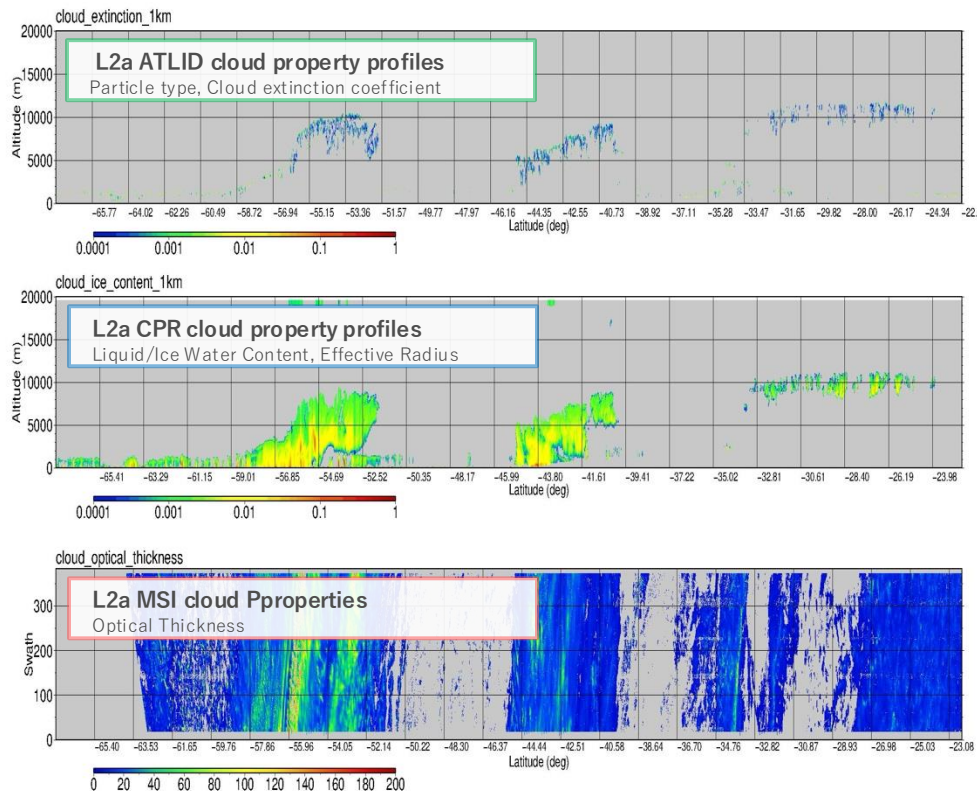 cloud_extinction_1km
20000
15000
10000
5000
0
Altitude (m)
L2a ATLID cloud property profiles
Particle type, Cloud extinction coefficient
−65.77 −64.02 −62.26 −60.49 −58.72 −56.94 −55.15 −53.36 −51.57 −49.77 −47.97 −46.16 −44.35 −42.55 −40.73 −38.92 −37.11 −35.28 −33.47 −31.65 −29.82 −28.00 −26.17 −24.34 −22.
Latitude (deg)
0.0001 0.001 0.01 0.1 1
cloud_ice_content_1km
20000
15000
10000
5000
0
Altitude (m)
L2a CPR cloud property profiles
Liquid/Ice Water Content, Effective Radius
−65.41 −63.29 −61.15 −59.01 −56.85 −54.69 −52.52 −50.35 −48.17 −45.99 −43.80 −41.61 −39.41 −37.22 −35.02 −32.81 −30.61 −28.40 −26.19 −23.98
Latitude (deg)
0.0001 0.001 0.01 0.1 1
cloud_optical_thickness
300
200
100
0
Swath
L2a MSI cloud Pproperties
Optical Thickness
−65.40 −63.53 −61.65 −59.76 −57.86 −55.96 −54.05 −52.14 −50.22 −48.30 −46.37 −44.44 −42.51 −40.58 −38.64 −36.70 −34.76 −32.82 −30.87 −28.93 −26.98 −25.03 −23.08
Latitude (deg)
0 20 40 60 80 100 120 140 160 180 200